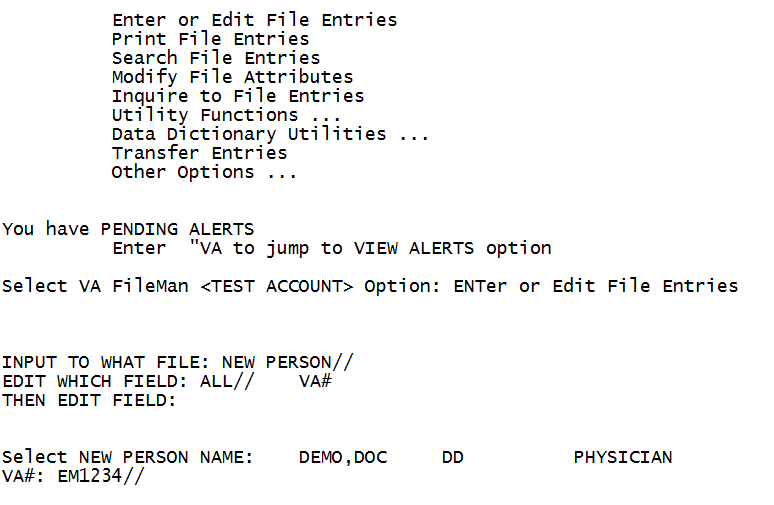 Enter or Edit File Entries
Print File Entries
Search File Entries
Modify File Attributes
Inquire to File Entries
Utility Functions ...
Data Dictionary Utilities ...
Transfer Entries
Other Options ...
You have PENDING ALERTS
Enter "VA to jump to VIEW ALERTS option
Select VA FileMan <TEST ACCOUNT> Option: ENTer or Edit File Entries
INPUT TO WHAT FILE: NEW PERSON//
EDIT WHICH FIELD: ALL// VA#
THEN EDIT FIELD:
Select NEW PERSON NAME: DEMO,DOC DD PHYSICIAN
VA#: EM1234//